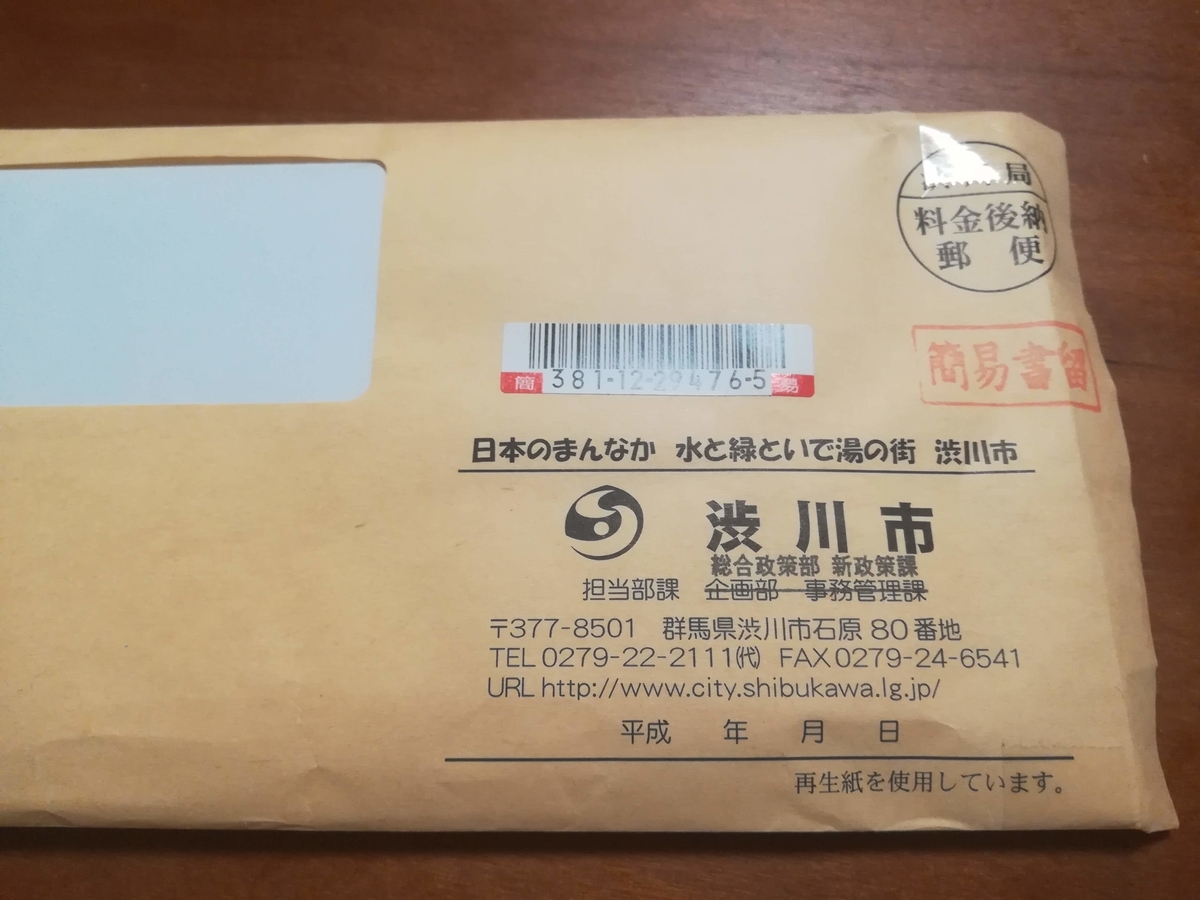 局
料金後納
郵便
簡易書留
簡 381-12-29476-5 易
日本のまんなか 水と緑といで湯の街 渋川市
渋川市
総合政策部 新政策課
担当部課 企画部 事務管理課
〒377-8501 群馬県渋川市石原80番地
TEL 0279-22-2111㈹ FAX 0279-24-6541
URL http://www.city.shibukawa.lg.jp/
平成 年 月 日
再生紙を使用しています。